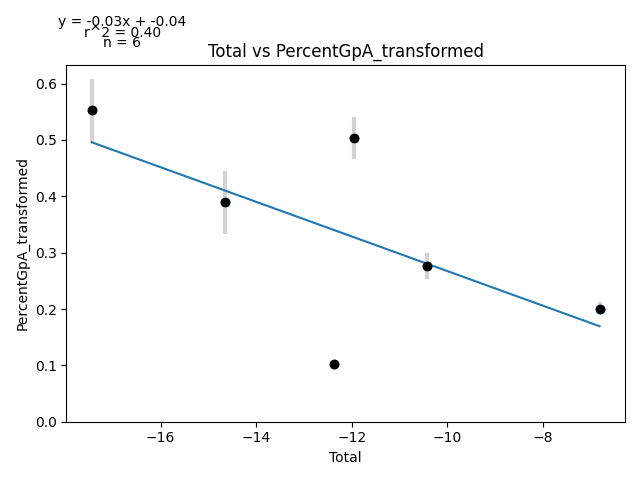 y = -0.03x + -0.04
r^2 = 0.40
n = 6
Total vs PercentGpA_transformed
PercentGpA_transformed
0.6
0.5
0.4
0.3
0.2
0.1
0.0
−16 −14 −12 −10 −8
Total